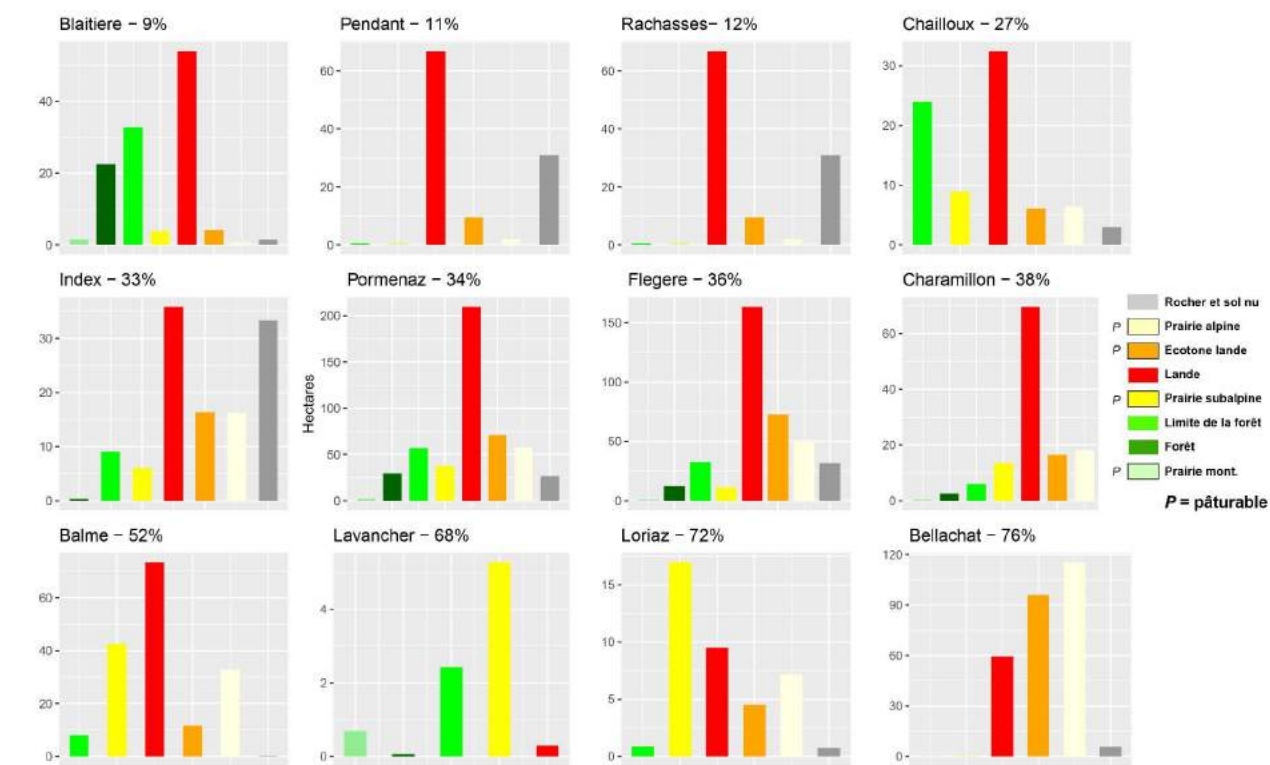 Blaitiere – 9%
Pendant – 11%
Rachasses– 12%
Chailloux – 27%
40
20
0
60
40
20
0
60
40
20
0
30
20
10
0
Index – 33%
Pormenaz – 34%
Flegere – 36%
Charamillon – 38%
30
20
10
0
Hectares
200
150
100
50
0
150
100
50
0
60
40
20
0
Rocher et sol nu
P Prairie alpine
P Ecotone lande
Lande
P Prairie subalpine
Limite de la forêt
Forêt
P Prairie mont.
P = pâturable
Balme – 52%
Lavancher – 68%
Loriaz – 72%
Bellachat – 76%
60
40
20
0
4
2
0
15
10
5
0
120
90
60
30
0